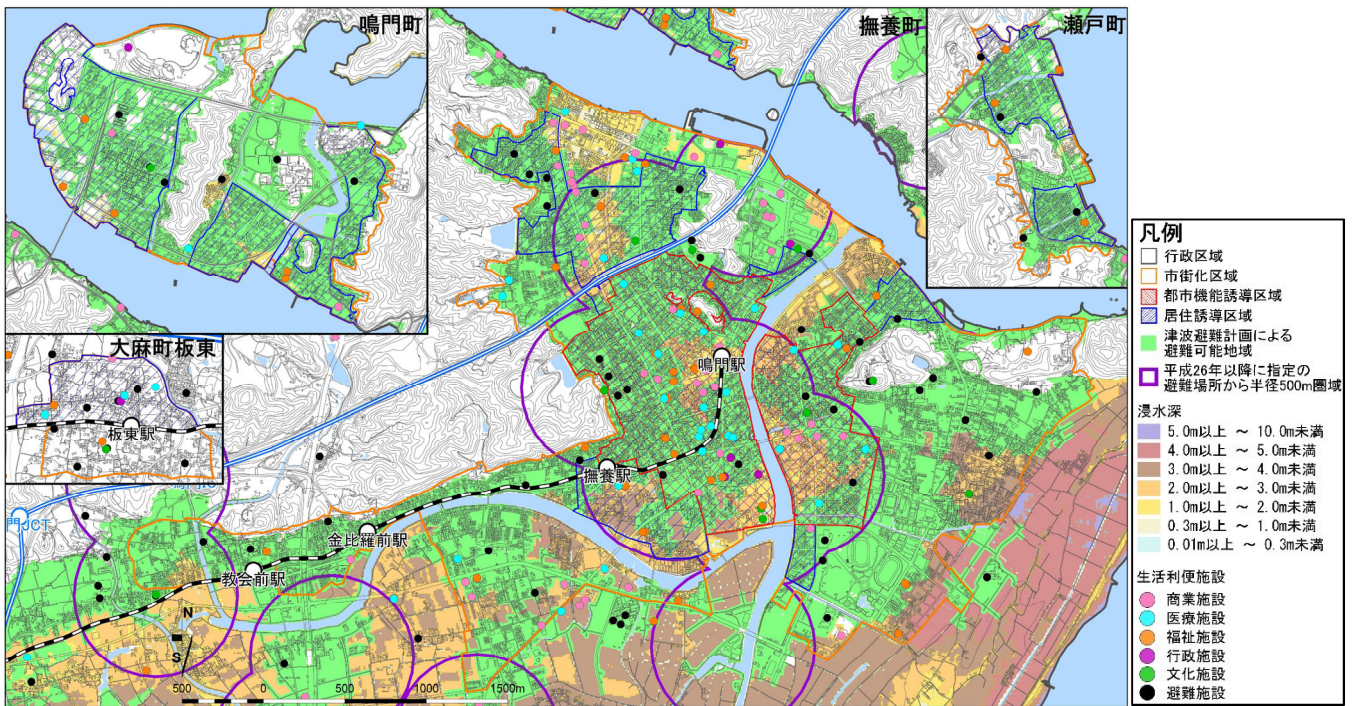 鳴門町
撫養町
瀬戸町
大麻町板東
板東駅
鳴門駅
撫養駅
金比羅前駅
教会前駅
門JCT
N
S
500 0 500 1000 1500m
凡例
行政区域
市街化区域
都市機能誘導区域
居住誘導区域
津波避難計画による
避難可能地域
平成26年以降に指定の
避難場所から半径500m圏域
浸水深
5.0m以上 ～ 10.0m未満
4.0m以上 ～ 5.0m未満
3.0m以上 ～ 4.0m未満
2.0m以上 ～ 3.0m未満
1.0m以上 ～ 2.0m未満
0.3m以上 ～ 1.0m未満
0.01m以上 ～ 0.3m未満
生活利便施設
商業施設
医療施設
福祉施設
行政施設
文化施設
避難施設